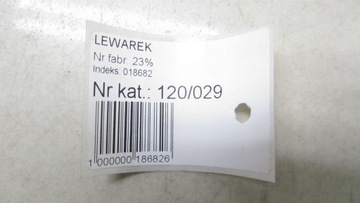 LEWAREK
Nr fabr. 23%
Indeks: 018682
Nr kat.: 120/029
1 000000 186826